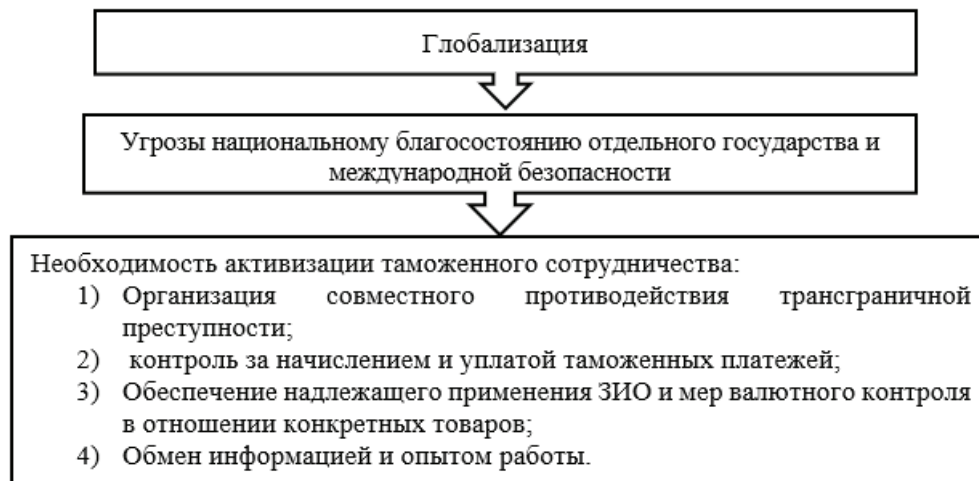 Глобализация
Угрозы национальному благосостоянию отдельного государства и
международной безопасности
Необходимость активизации таможенного сотрудничества:
1) Организация совместного противодействия трансграничной
преступности;
2) контроль за начислением и уплатой таможенных платежей;
3) Обеспечение надлежащего применения ЗИО и мер валютного контроля
в отношении конкретных товаров;
4) Обмен информацией и опытом работы.